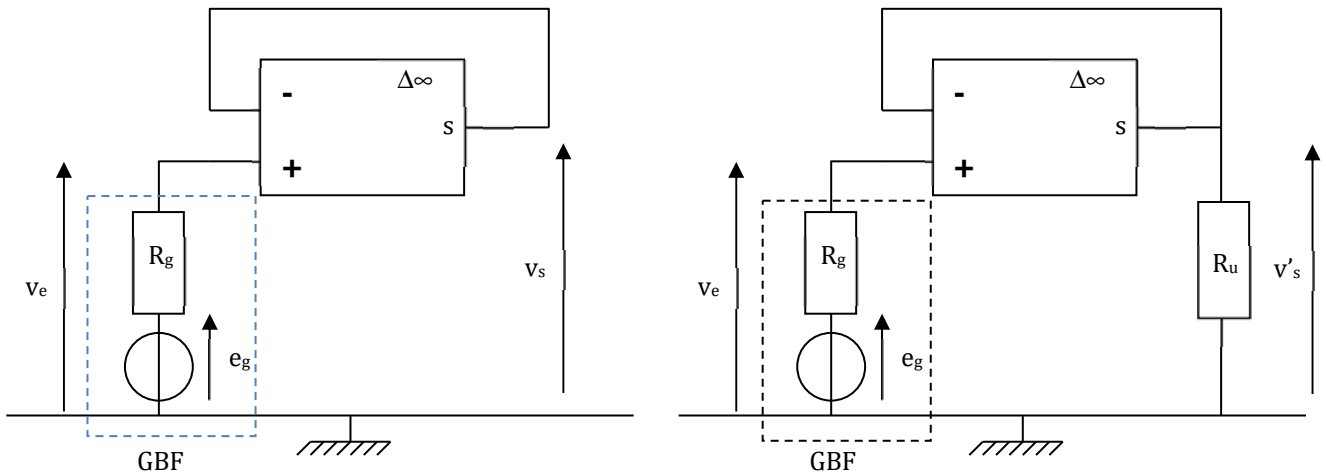 Δ∞
-
s
+
Rg
ve
vs
eg
GBF
Δ∞
-
s
+
Rg
Ru
v's
ve
eg
GBF